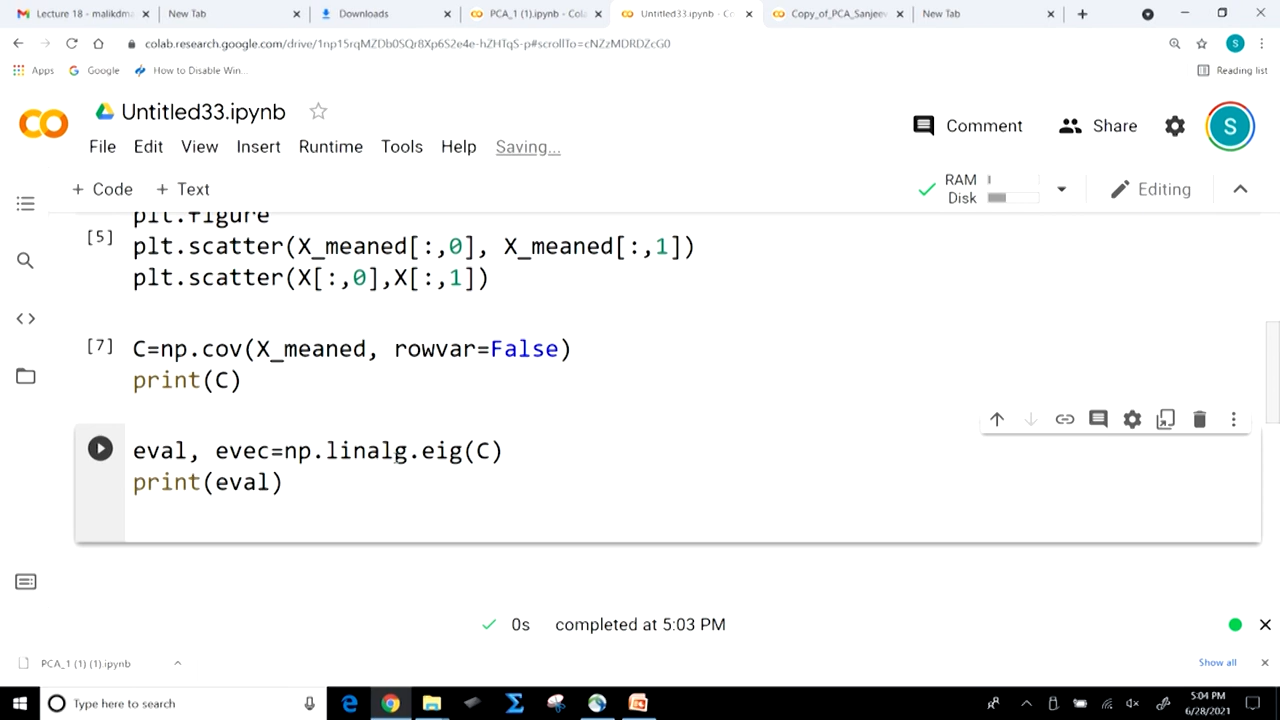 Lecture 18 - malikdm
New Tab
Downloads
PCA_1 (1).ipynb - Cola
Untitled33.ipynb - Co
Copy_of_PCA_Sanjeev
New Tab
colab.research.google.com/drive/1np15rqMZDb0SQr8Xp6S2e4e-hZHTqS-p#scrollTo=cNZzMDRDZcG0
S
Apps
Google
How to Disable Win...
Reading list
CO
Untitled33.ipynb
Comment
Share
S
File Edit View Insert Runtime Tools Help Saving...
+ Code + Text
RAM
Disk
Editing
plt.figure
[5]
plt.scatter(X_meaned[:,0], X_meaned[:,1])
plt.scatter(X[:,0],X[:,1])
[7] C=np.cov(X_meaned, rowvar=False)
print(C)
eval, evec=np.linalg.eig(C)
print(eval)
0s completed at 5:03 PM
PCA_1 (1) (1).ipynb
Show all
Type here to search
5:04 PM
6/28/2021